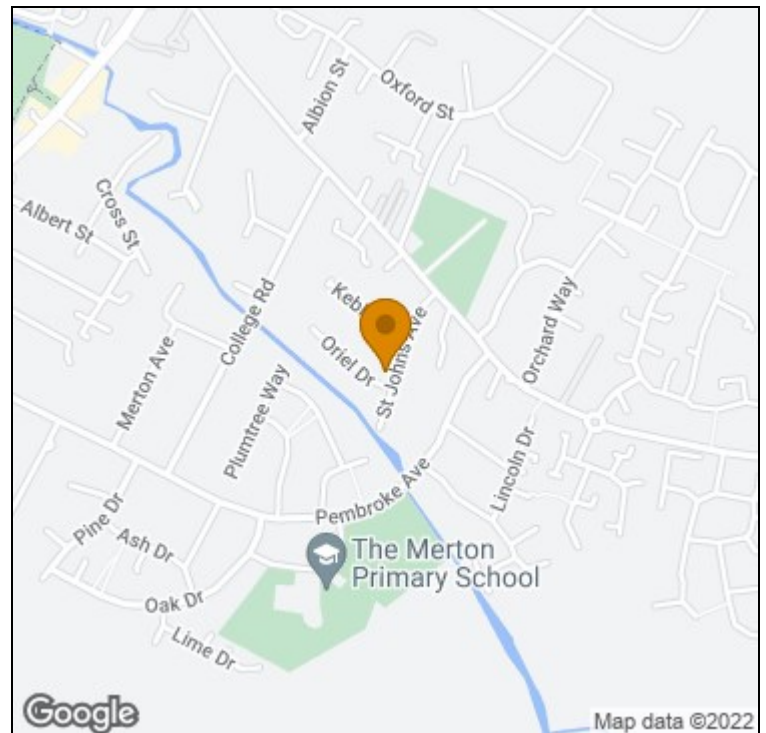 Albion St
Oxford St
Cross St
Albert St
College Rd
Keb
Orchard Way
Oriel Dr
St Johns Ave
Merton Ave
Plumtree Way
Lincoln Dr
Pembroke Ave
Pine Dr
Ash Dr
The Merton
Primary School
Oak Dr
Lime Dr
Google
Map data ©2022